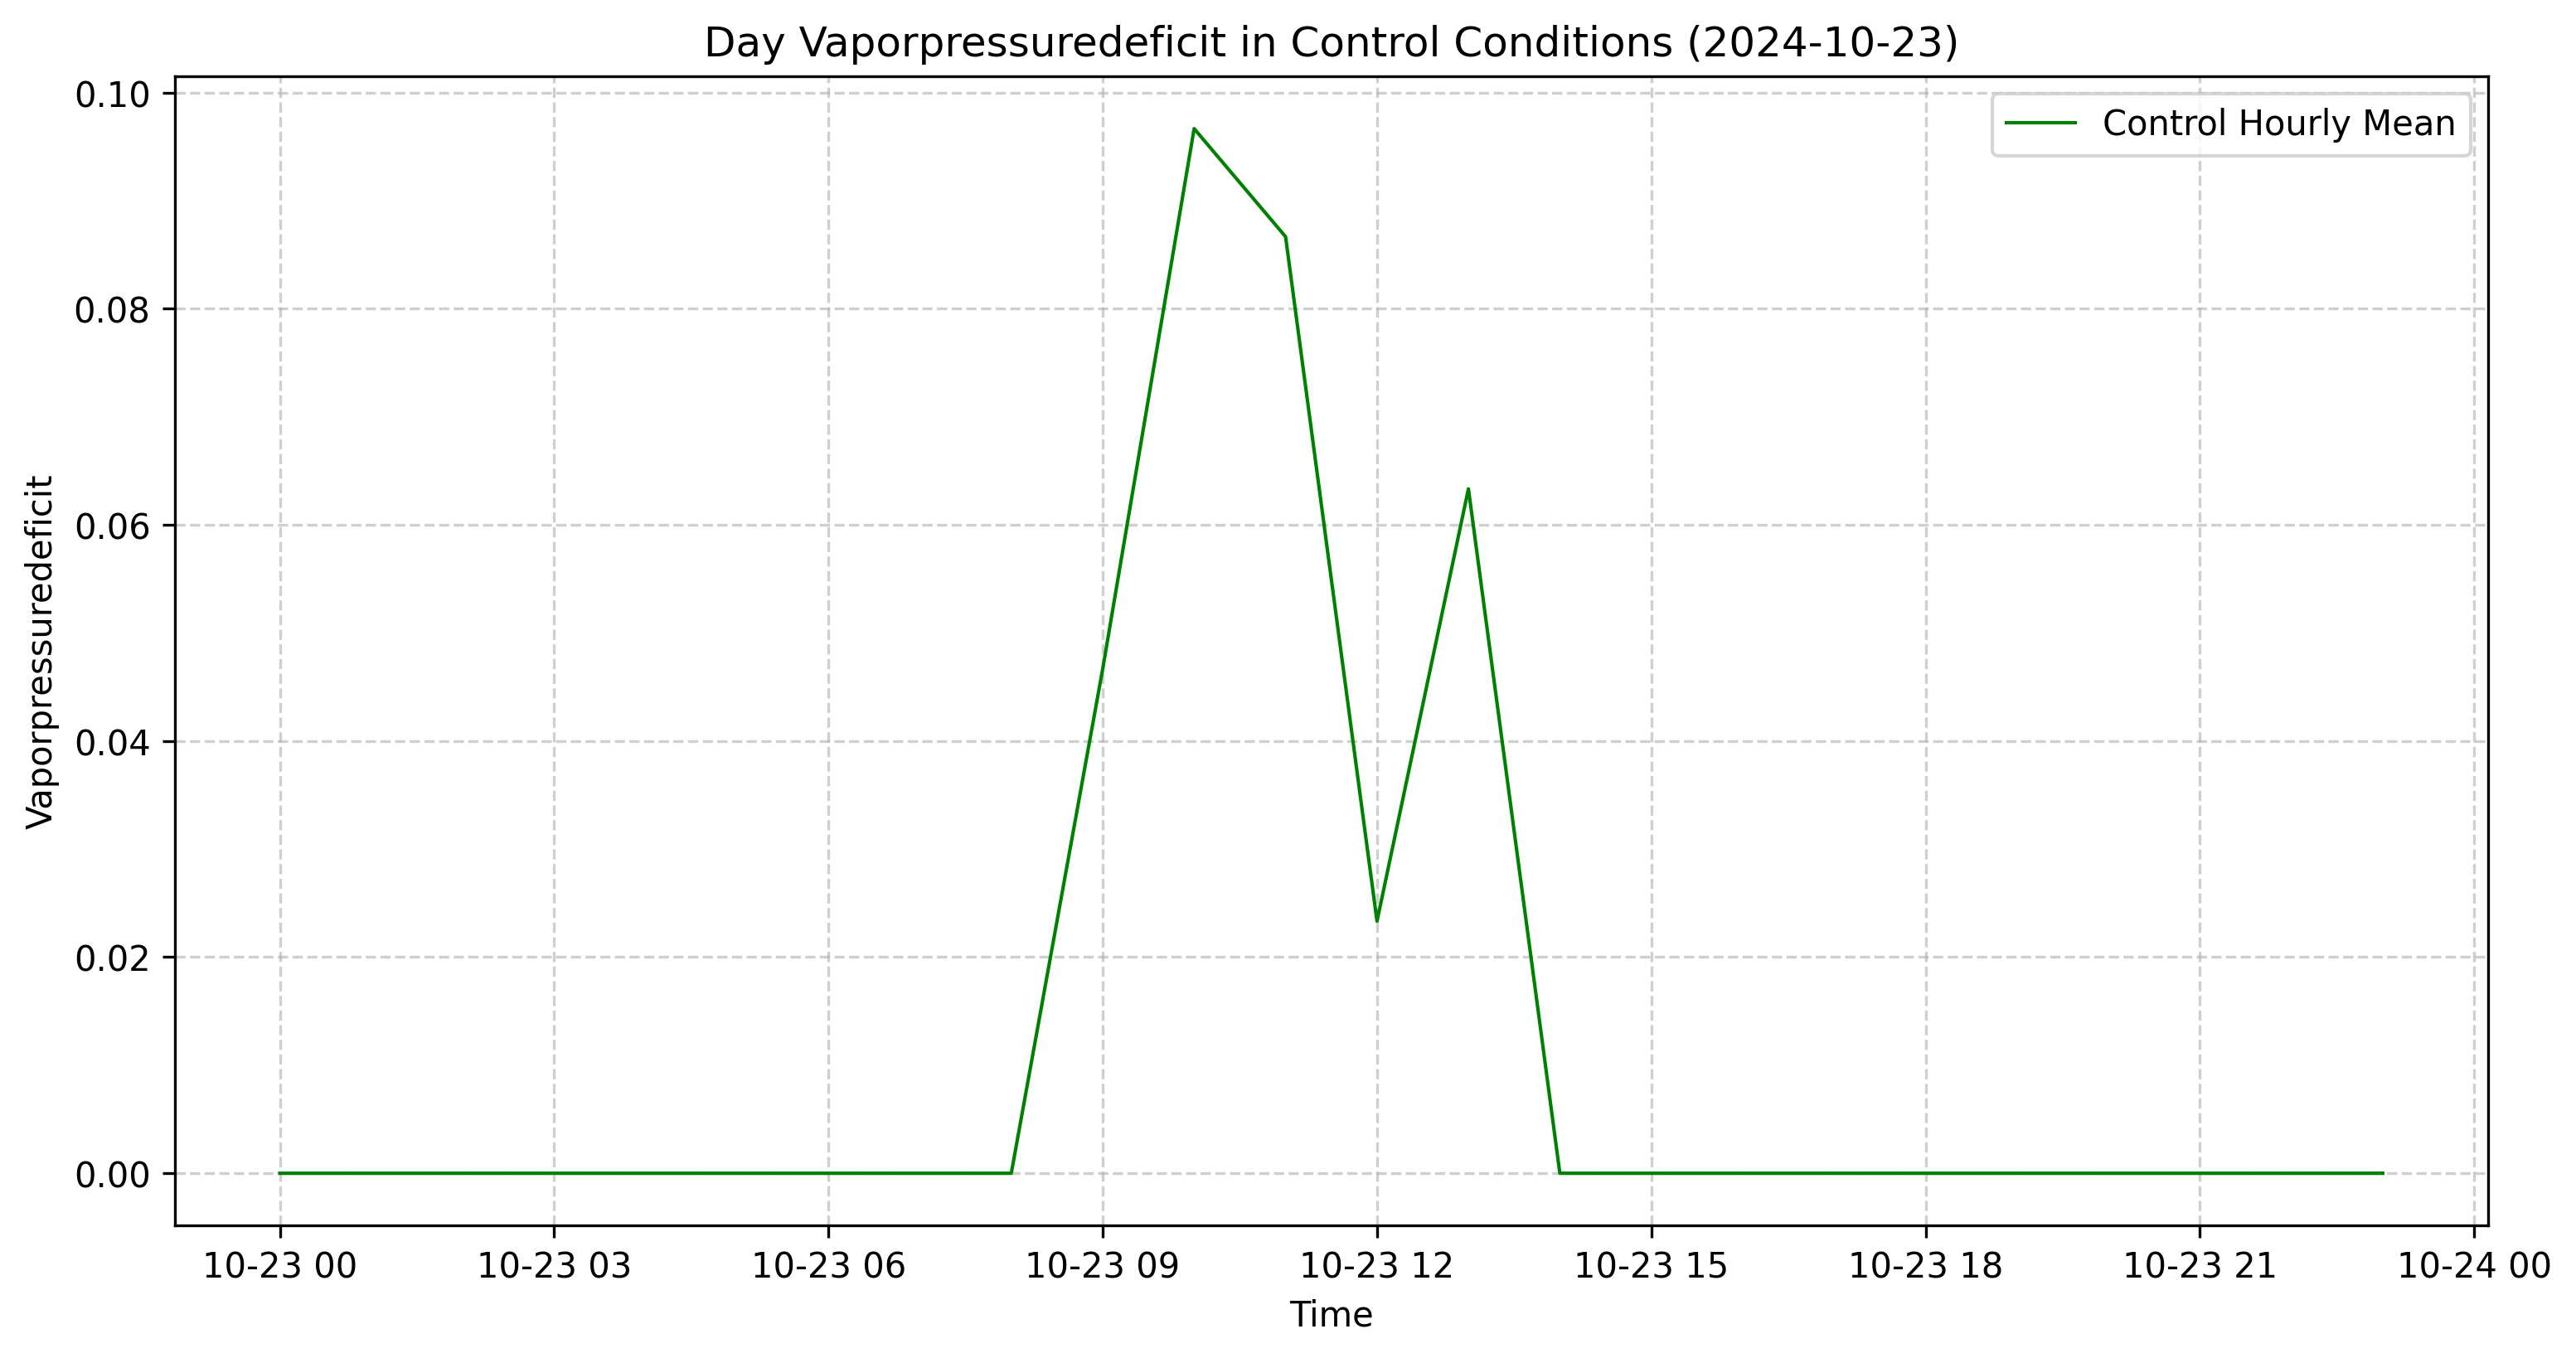 Day Vaporpressuredeficit in Control Conditions (2024-10-23)
Control Hourly Mean
Vaporpressuredeficit
0.10
0.08
0.06
0.04
0.02
0.00
10-23 00 10-23 03 10-23 06 10-23 09 10-23 12 10-23 15 10-23 18 10-23 21 10-24 00
Time